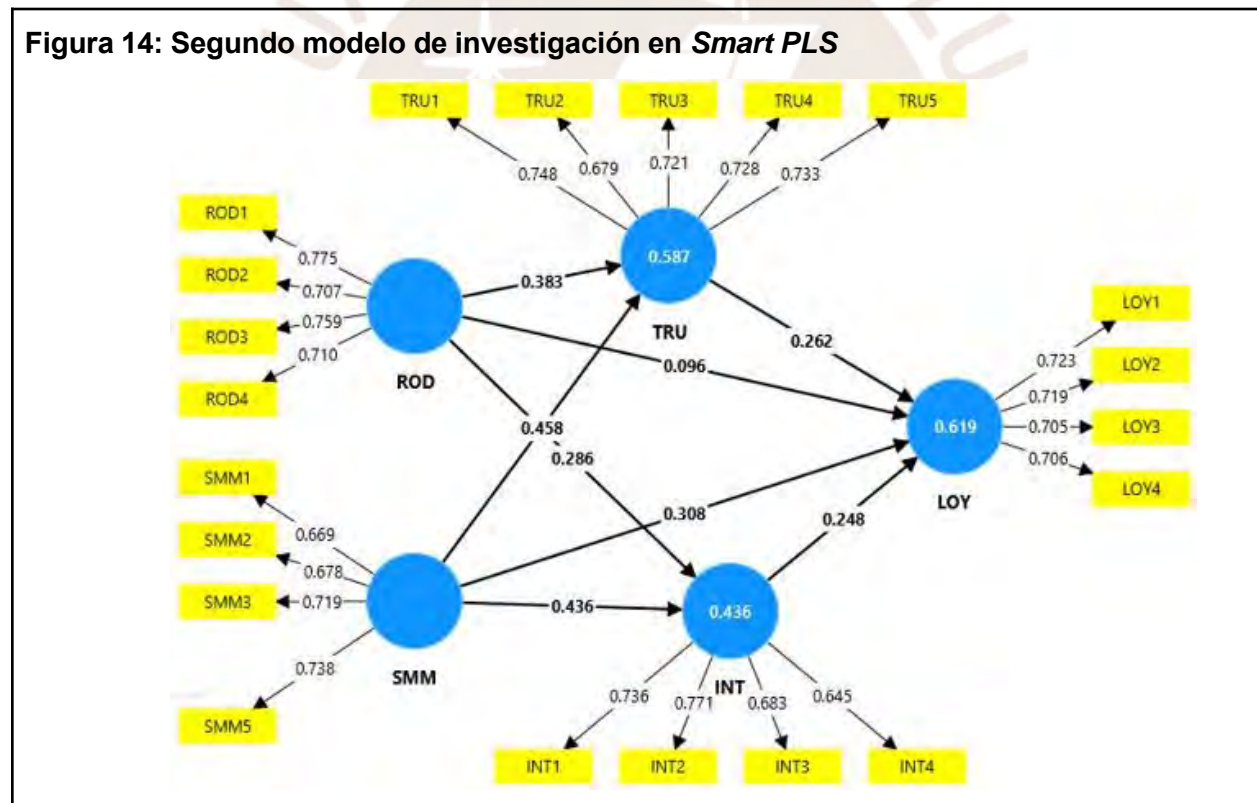 Figura 14: Segundo modelo de investigación en Smart PLS
TRU1 TRU2 TRU3 TRU4 TRU5
0.748 0.679 0.721 0.728 0.733
ROD1
ROD2
ROD3
ROD4
0.775
0.707
0.759
0.710
ROD
0.383
0.587
TRU
0.262
0.096
0.458
0.286
LOY1
LOY2
LOY3
LOY4
0.723
0.719
0.705
0.706
0.619
LOY
SMM1
SMM2
SMM3
SMM5
0.669
0.678
0.719
0.738
SMM
0.308
0.248
0.436
0.436
INT
0.736 0.771 0.683 0.645
INT1 INT2 INT3 INT4